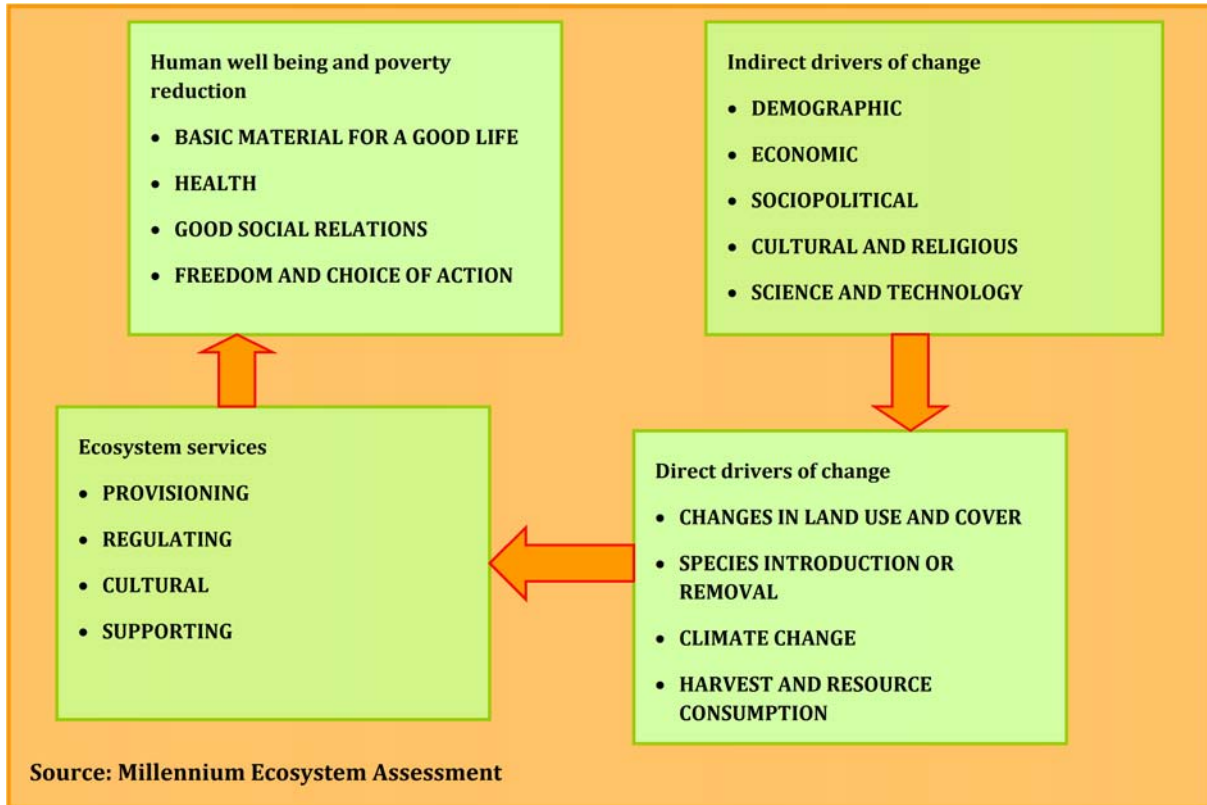 Human well being and poverty
reduction
• BASIC MATERIAL FOR A GOOD LIFE
• HEALTH
• GOOD SOCIAL RELATIONS
• FREEDOM AND CHOICE OF ACTION
Indirect drivers of change
• DEMOGRAPHIC
• ECONOMIC
• SOCIOPOLITICAL
• CULTURAL AND RELIGIOUS
• SCIENCE AND TECHNOLOGY
Ecosystem services
• PROVISIONING
• REGULATING
• CULTURAL
• SUPPORTING
Direct drivers of change
• CHANGES IN LAND USE AND COVER
• SPECIES INTRODUCTION OR
REMOVAL
• CLIMATE CHANGE
• HARVEST AND RESOURCE
CONSUMPTION
Source: Millennium Ecosystem Assessment